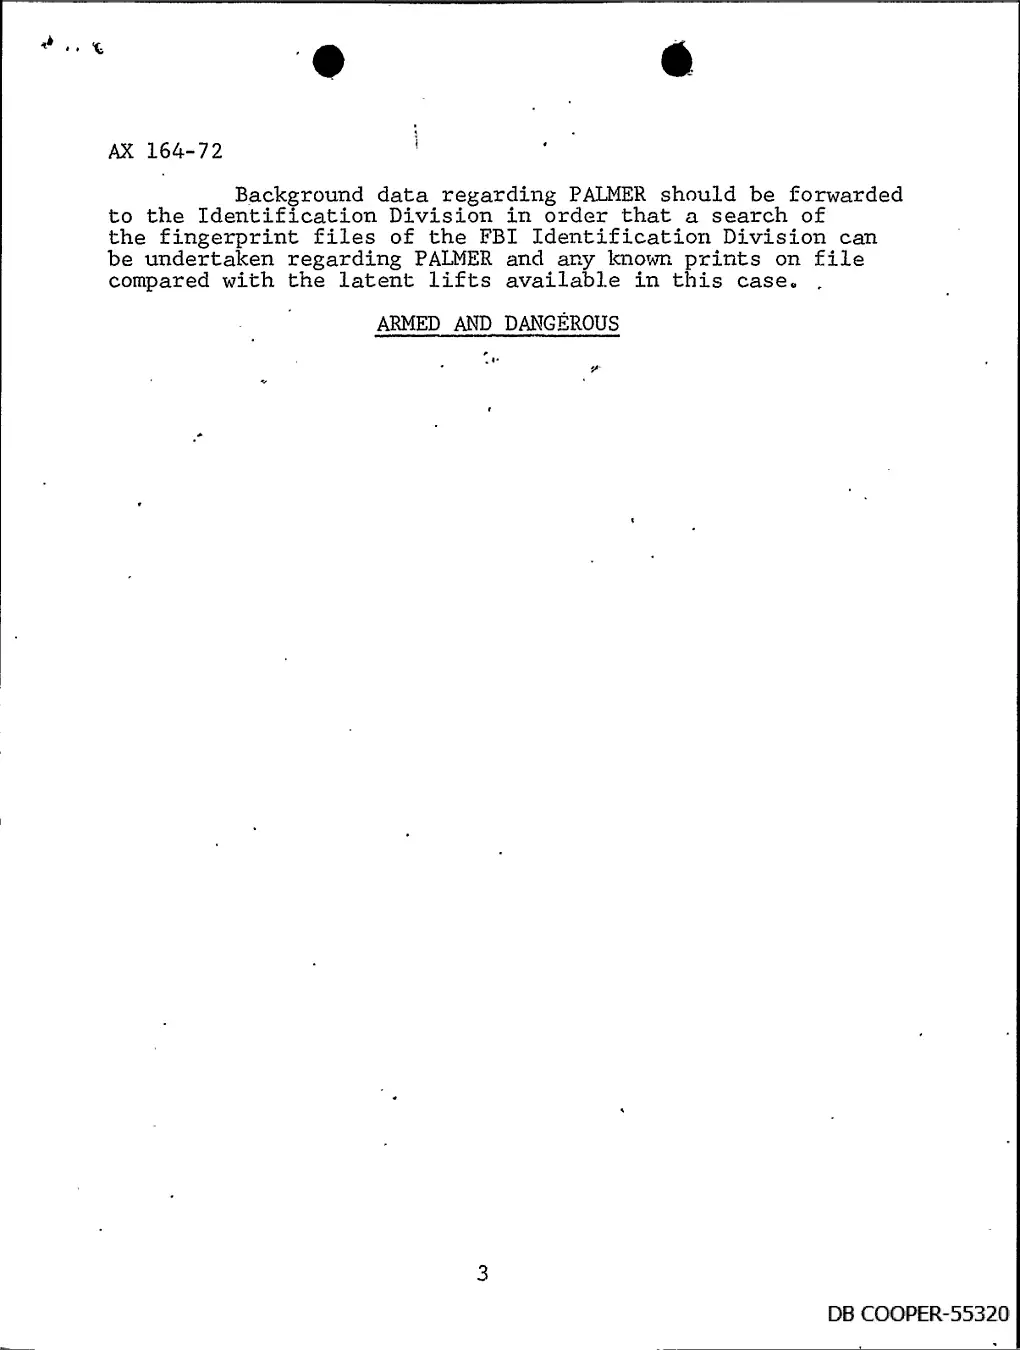 AX 164-72
Background data regarding PALMER should be forwarded
to the Identification Division in order that a search of
the fingerprint files of the FBI Identification Division can
be undertaken regarding PALMER and any known prints on file
compared with the latent lifts available in this case.
ARMED AND DANGEROUS
3
DB COOPER-55320